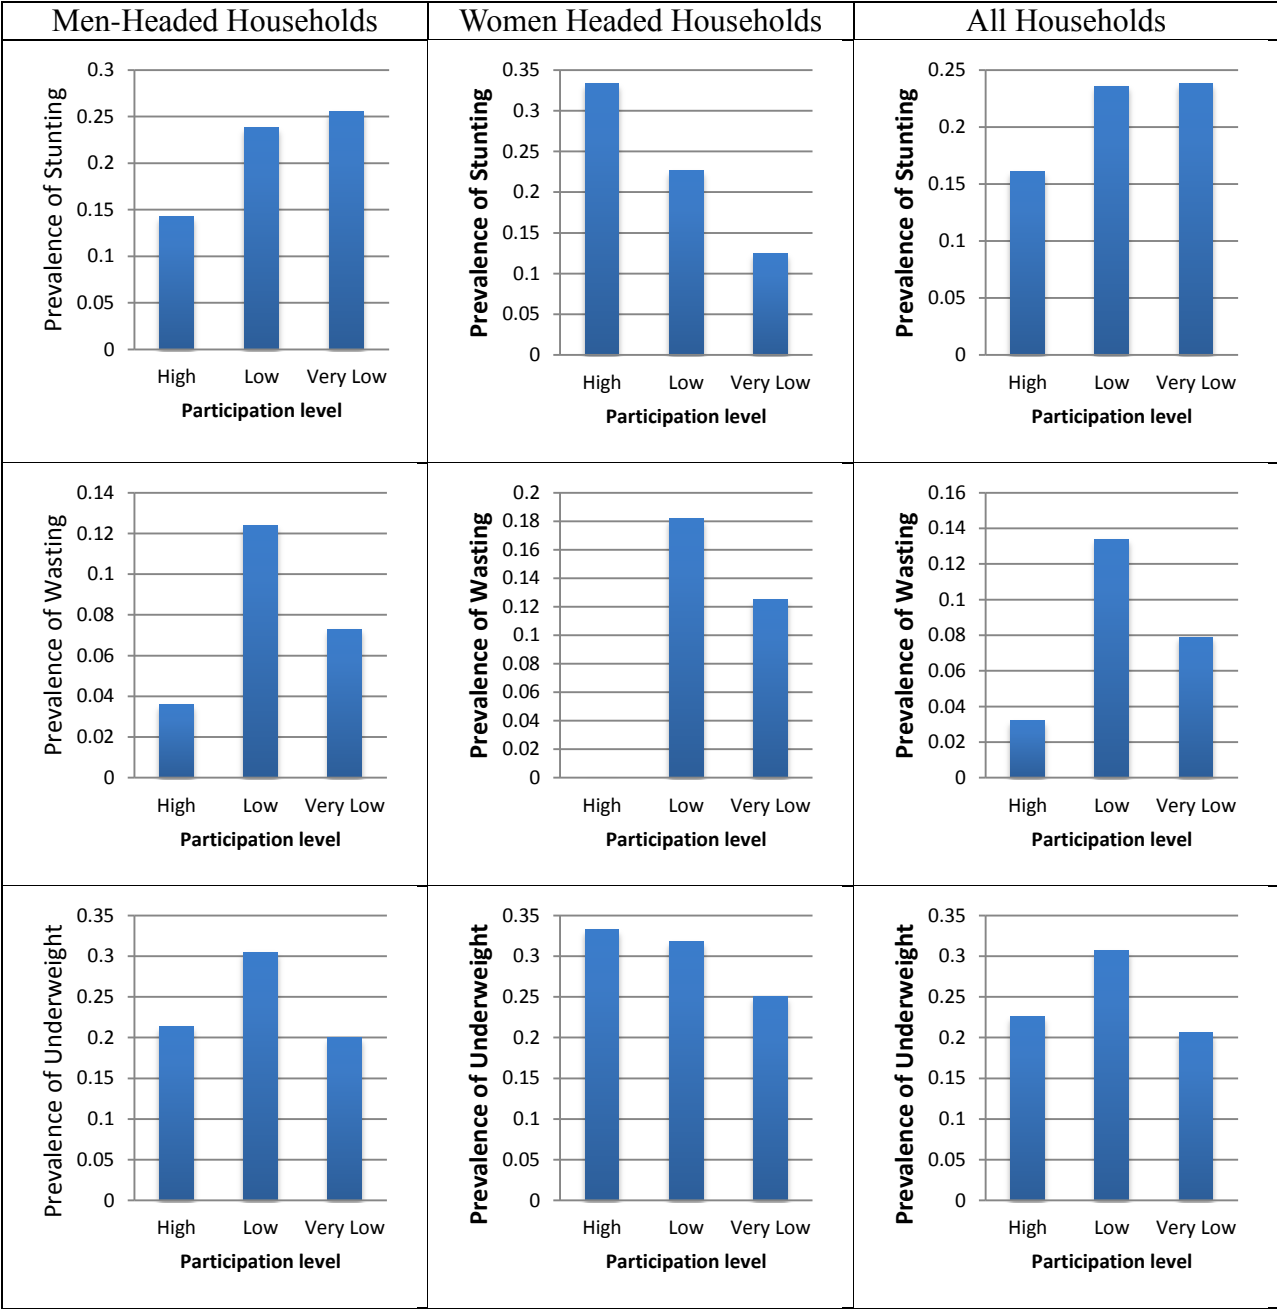 Men-Headed Households
Women Headed Households
All Households
Prevalence of Stunting
0.3
0.25
0.2
0.15
0.1
0.05
0
High Low Very Low
Participation level
Prevalence of Stunting
0.35
0.3
0.25
0.2
0.15
0.1
0.05
0
High Low Very Low
Participation level
Prevalence of Stunting
0.25
0.2
0.15
0.1
0.05
0
High Low Very Low
Participation level
Prevalence of Wasting
0.14
0.12
0.1
0.08
0.06
0.04
0.02
0
High Low Very Low
Participation level
Prevalence of Wasting
0.2
0.18
0.16
0.14
0.12
0.1
0.08
0.06
0.04
0.02
0
High Low Very Low
Participation level
Prevalence of Wasting
0.16
0.14
0.12
0.1
0.08
0.06
0.04
0.02
0
High Low Very Low
Participation level
Prevalence of Underweight
0.35
0.3
0.25
0.2
0.15
0.1
0.05
0
High Low Very Low
Participation level
Prevalence of Underweight
0.35
0.3
0.25
0.2
0.15
0.1
0.05
0
High Low Very Low
Participation level
Prevalence of Underweight
0.35
0.3
0.25
0.2
0.15
0.1
0.05
0
High Low Very Low
Participation level